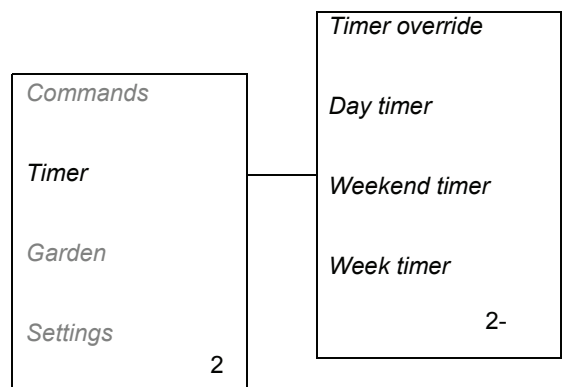 Commands
Timer
Garden
Settings
2
Timer override
Day timer
Weekend timer
Week timer
2-